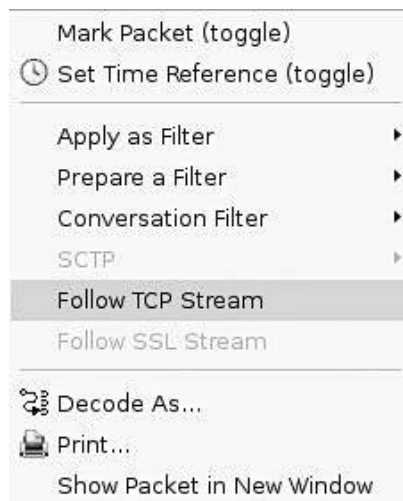 Mark Packet (toggle)
Set Time Reference (toggle)
Apply as Filter
Prepare a Filter
Conversation Filter
SCTP
Follow TCP Stream
Follow SSL Stream
Decode As...
Print...
Show Packet in New Window